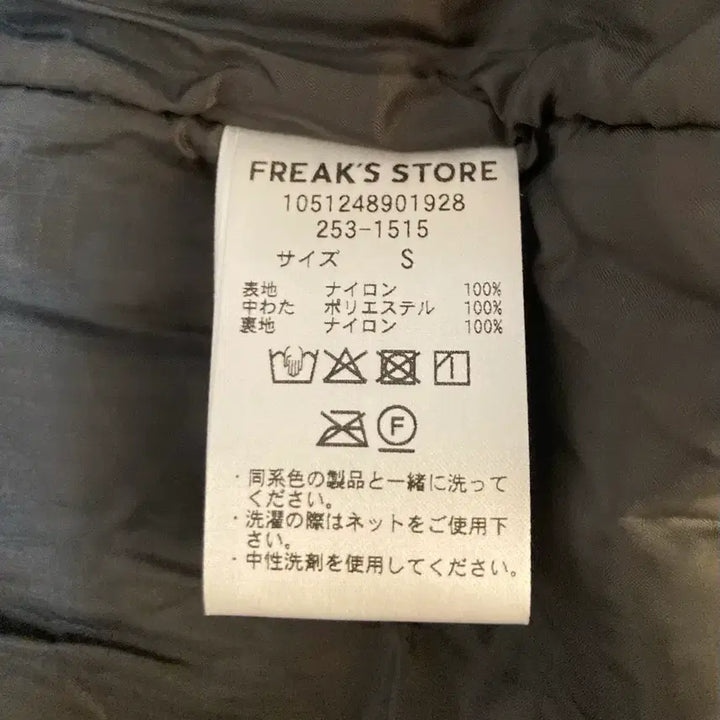 FREAK'S STORE
1051248901928
253-1515
サイズ S
表地 ナイロン 100%
中わた ポリエステル 100%
裏地 ナイロン 100%
F
・同系色の製品と一緒に洗って
ください。
・洗濯の際はネットをご使用下
さい。
・中性洗剤を使用してください。